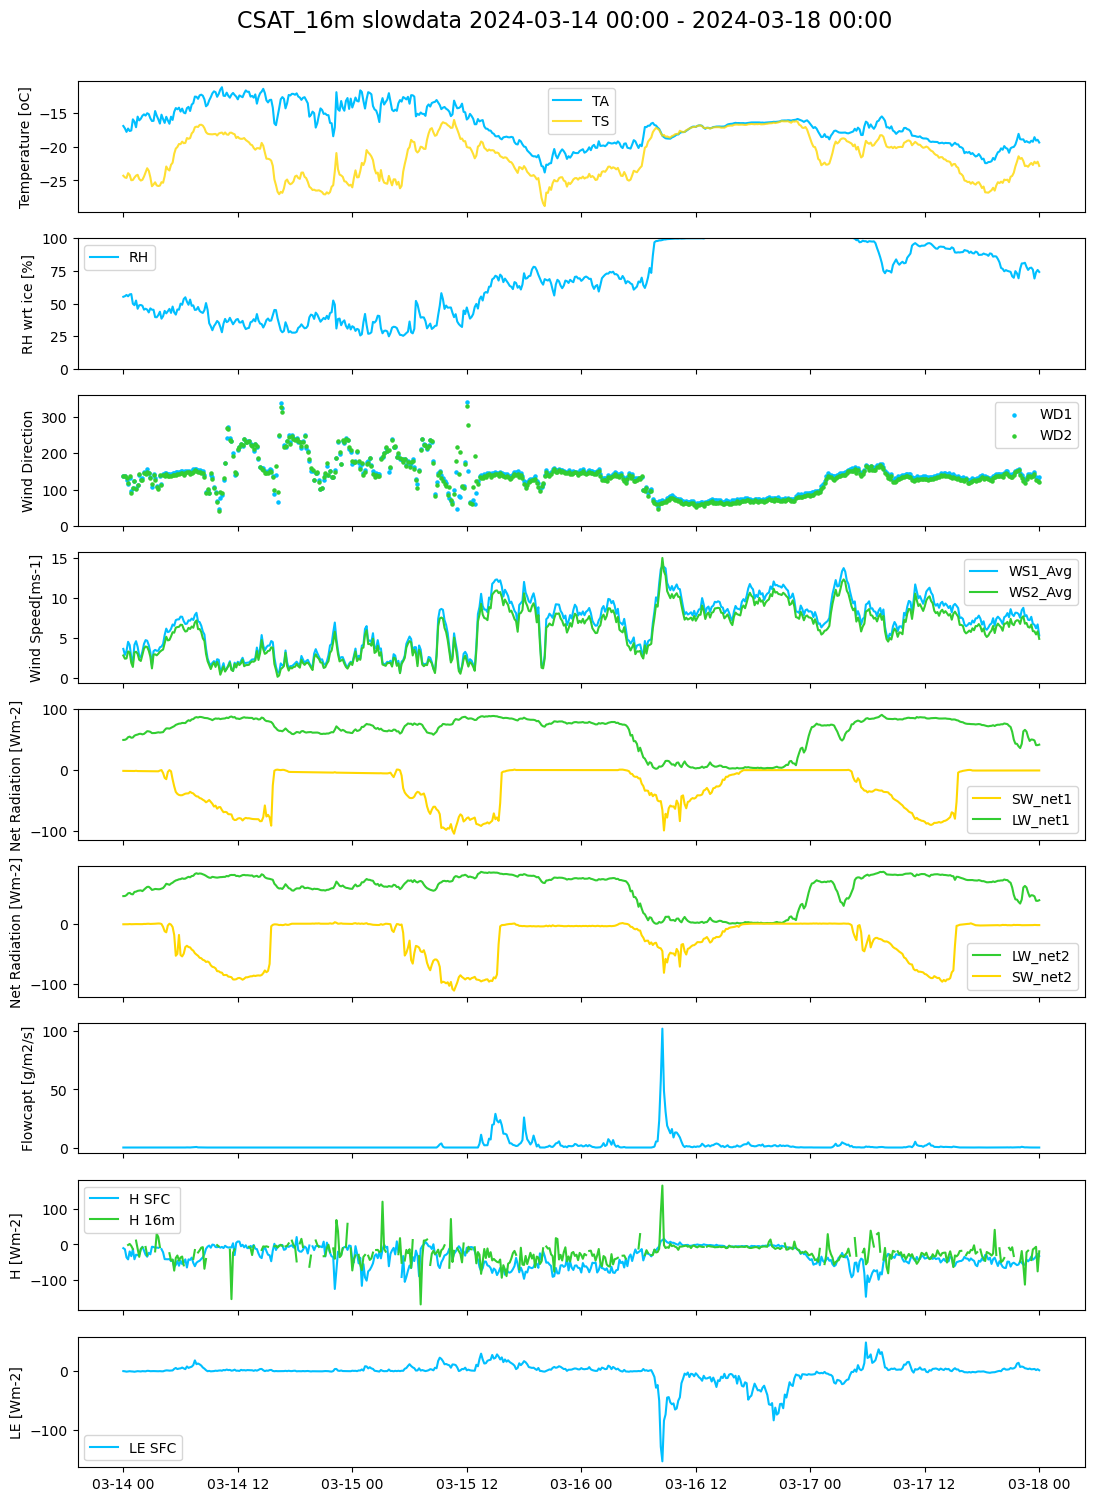 CSAT_16m slowdata 2024-03-14 00:00 - 2024-03-18 00:00
Temperature [oC]
−15
−20
−25
TA
TS
RH wrt ice [%]
100
75
50
25
0
RH
Wind Direction
300
200
100
0
WD1
WD2
Wind Speed[ms-1]
15
10
5
0
WS1_Avg
WS2_Avg
Net Radiation [Wm-2]
100
0
−100
SW_net1
LW_net1
Net Radiation [Wm-2]
0
−100
LW_net2
SW_net2
Flowcapt [g/m2/s]
100
50
0
H [Wm-2]
100
0
−100
H SFC
H 16m
LE [Wm-2]
0
−100
LE SFC
03-14 00 03-14 12 03-15 00 03-15 12 03-16 00 03-16 12 03-17 00 03-17 12 03-18 00